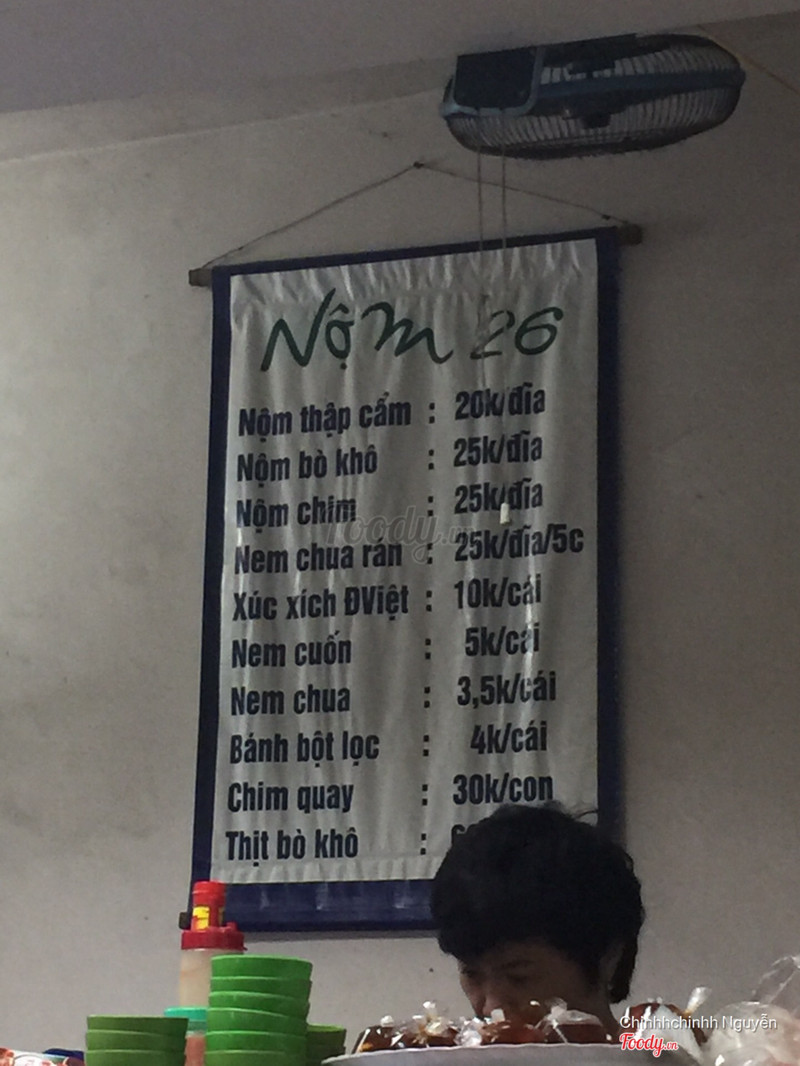 Nộm 26
Nộm thập cẩm : 20k/đĩa
Nộm bò khô : 25k/đĩa
Nộm chim : 25k/đĩa
Nem chua rán : 25k/đĩa/5c
Xúc xích ĐViệt : 10k/cái
Nem cuốn : 5k/cái
Nem chua : 3,5k/cái
Bánh bột lọc : 4k/cái
Chim quay : 30k/con
Thịt bò khô :
Foody.vn
Chinhhchinhh Nguyễn
Foody.vn